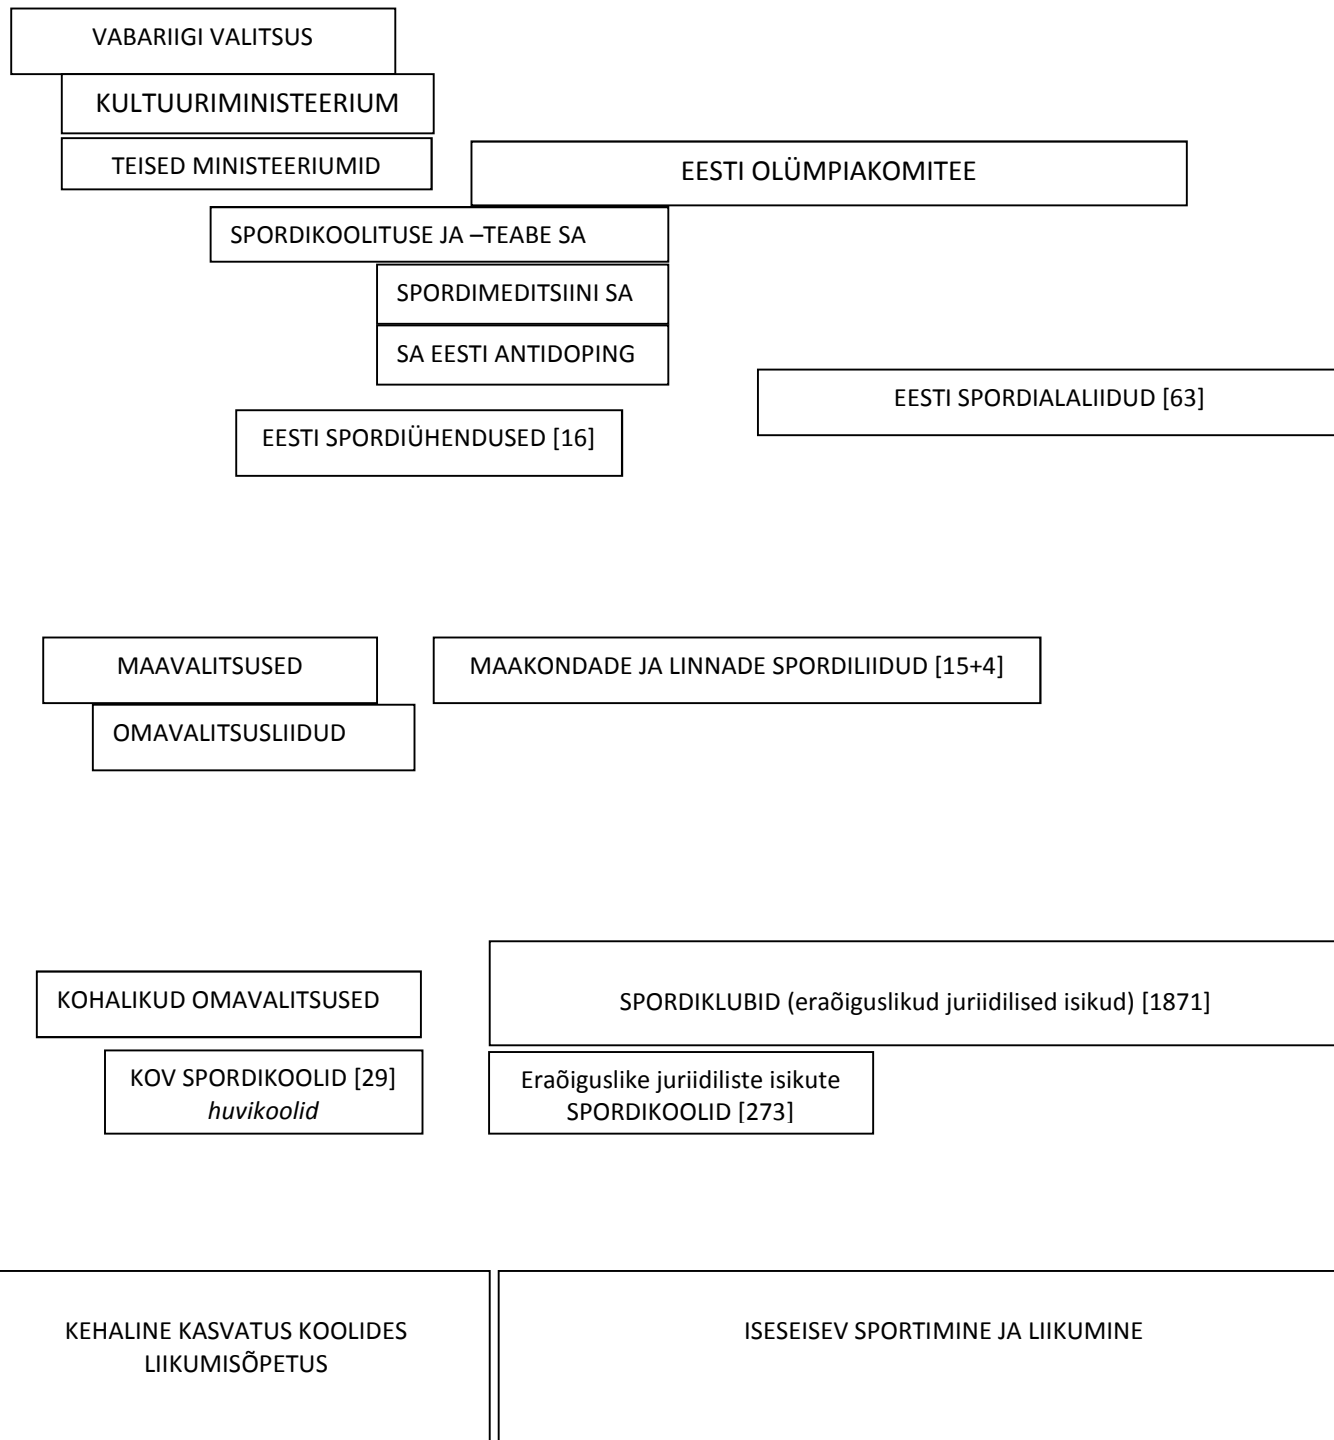 VABARIIGI VALITSUS
KULTUURIMINISTEERIUM
TEISED MINISTEERIUMID
EESTI OLÜMPIAKOMITEE
SPORDIKOOLITUSE JA –TEABE SA
SPORDIMEDITSIINI SA
SA EESTI ANTIDOPING
EESTI SPORDIALALIIDUD [63]
EESTI SPORDIÜHENDUSED [16]
MAAVALITSUSED
MAAKONDADE JA LINNADE SPORDILIIDUD [15+4]
OMAVALITSUSLIIDUD
KOHALIKUD OMAVALITSUSED
SPORDIKLUBID (eraõiguslikud juriidilised isikud) [1871]
KOV SPORDIKOOLID [29]
huvikoolid
Eraõiguslike juriidiliste isikute
SPORDIKOOLID [273]
KEHALINE KASVATUS KOOLIDES
LIIKUMISÕPETUS
ISESEISEV SPORTIMINE JA LIIKUMINE